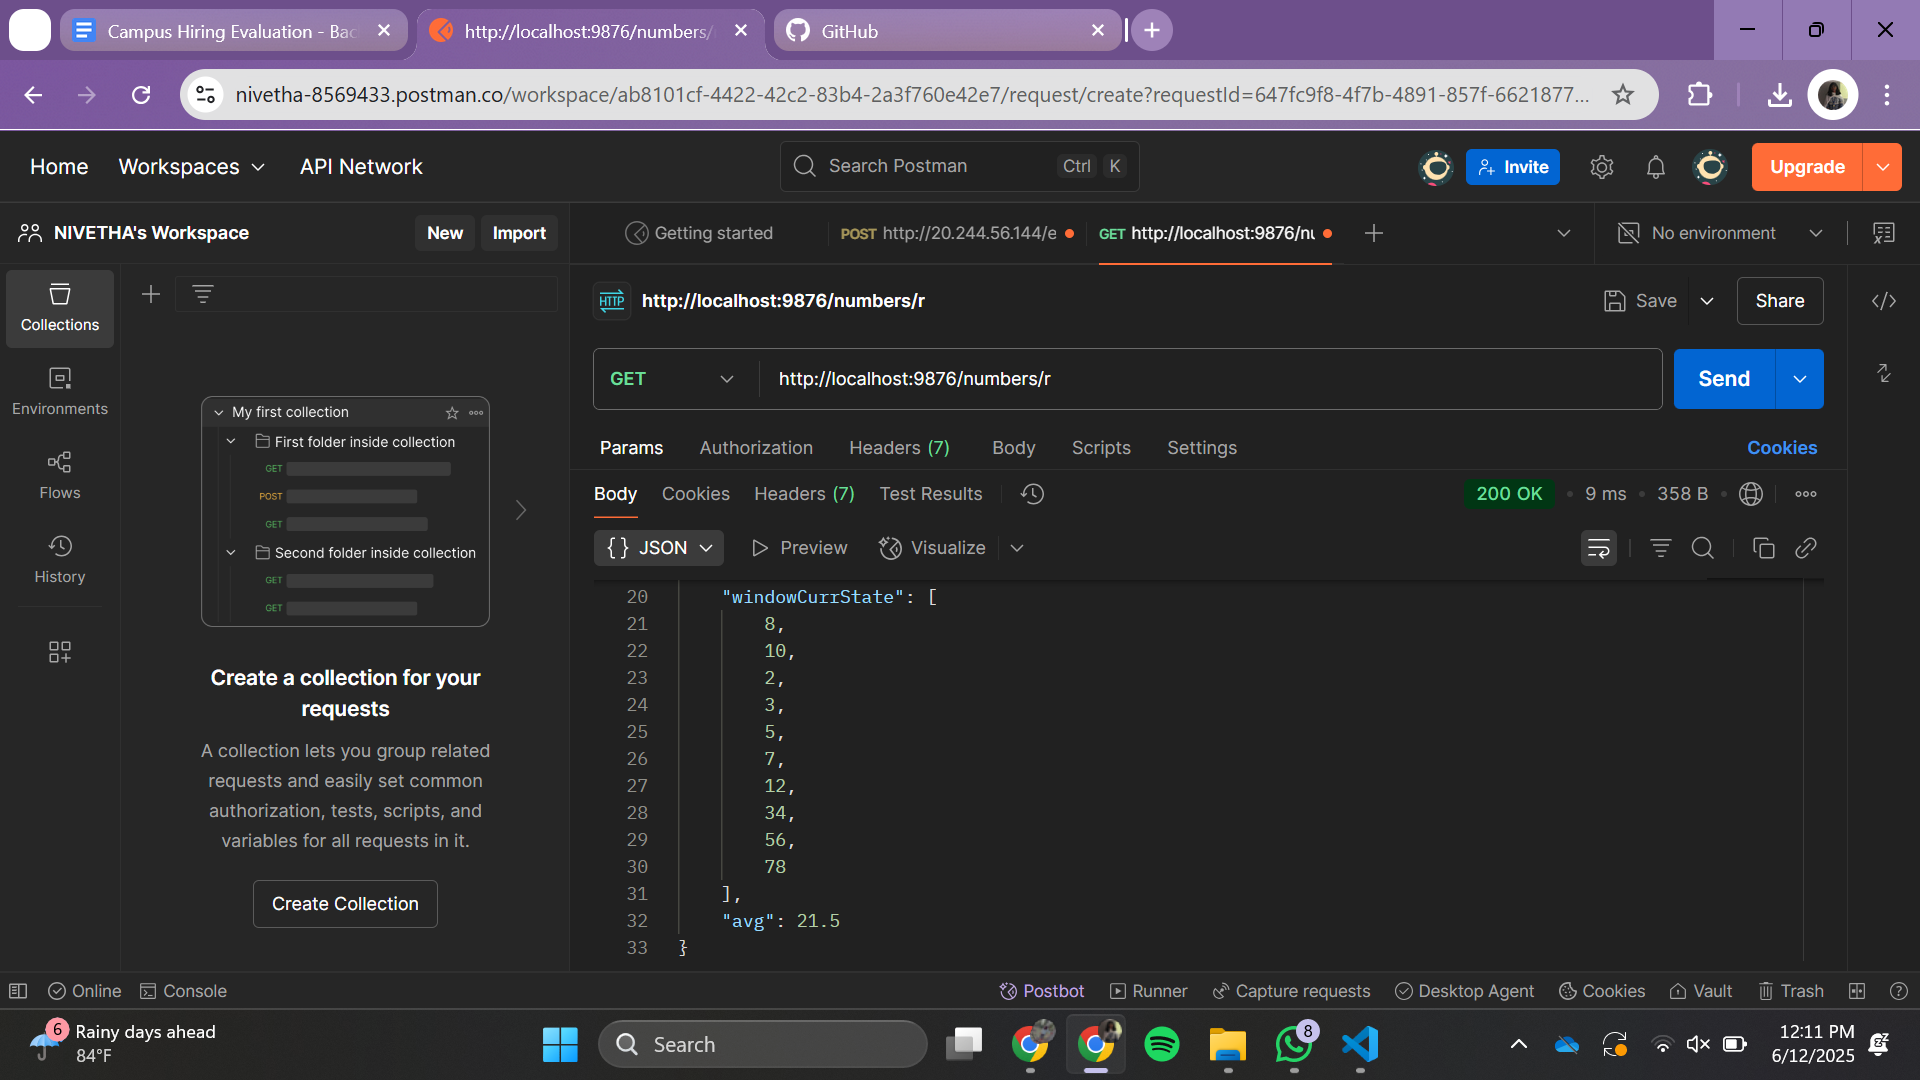 Campus Hiring Evaluation - Bac
http://localhost:9876/numbers/
GitHub
nivetha-8569433.postman.co/workspace/ab8101cf-4422-42c2-83b4-2a3f760e42e7/request/create?requestId=647fc9f8-4f7b-4891-857f-6621877...
Home
Workspaces
API Network
Search Postman
Ctrl
K
Invite
Upgrade
NIVETHA's Workspace
New
Import
Getting started
POST http://20.244.56.144/e
GET http://localhost:9876/nu
No environment
Collections
Environments
Flows
History
My first collection
First folder inside collection
GET
POST
GET
Second folder inside collection
GET
GET
Create a collection for your
requests
A collection lets you group related
requests and easily set common
authorization, tests, scripts, and
variables for all requests in it.
Create Collection
HTTP
http://localhost:9876/numbers/r
Save
Share
GET
http://localhost:9876/numbers/r
Send
Params
Authorization
Headers (7)
Body
Scripts
Settings
Cookies
Body
Cookies
Headers (7)
Test Results
200 OK
9 ms
358 B
{} JSON
Preview
Visualize
20 "windowCurrState": [
21 8,
22 10,
23 2,
24 3,
25 5,
26 7,
27 12,
28 34,
29 56,
30 78
31 ],
32 "avg": 21.5
33 }
Online
Console
Postbot
Runner
Capture requests
Desktop Agent
Cookies
Vault
Trash
6
Rainy days ahead
84°F
Search
8
12:11 PM
6/12/2025